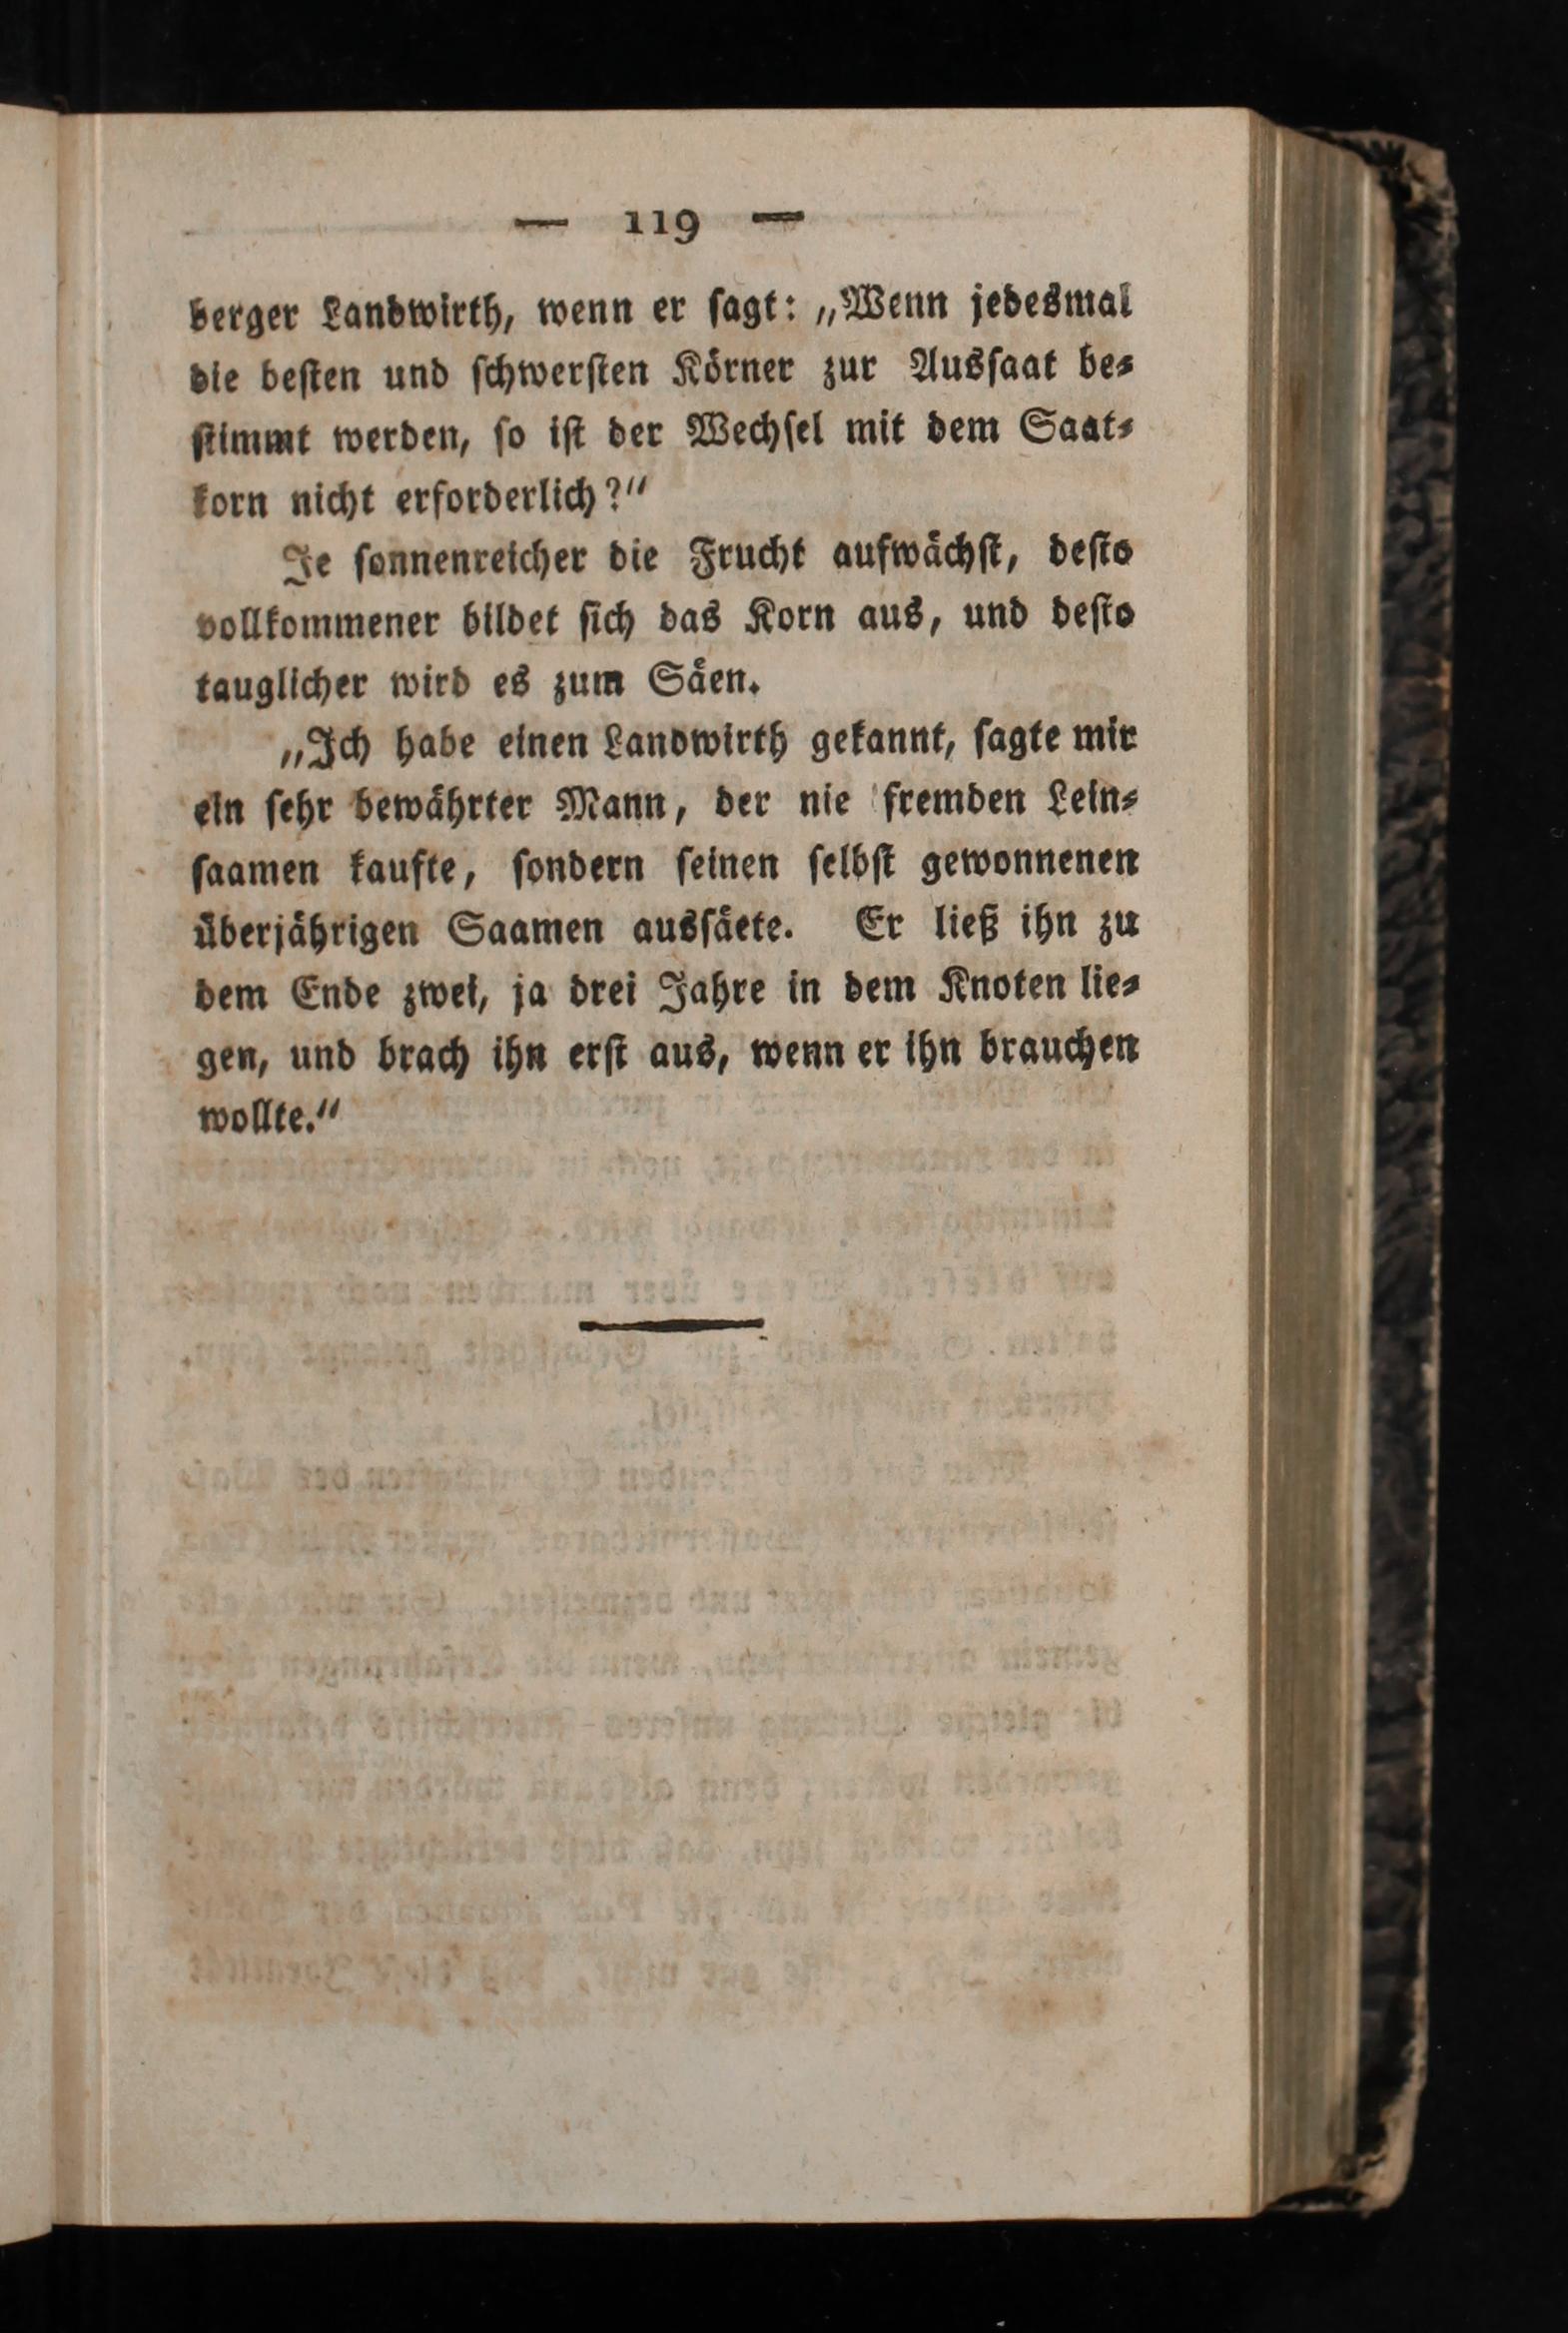 — 119 —
berger Landwirth, wenn er ſagt: „Wenn jedesmal
die beſten und ſchwerſten Körner zur Ausſaat be⸗
ſtimmt werden, ſo iſt der Wechſel mit dem Saat⸗
korn nicht erforderlich?“
Je ſonnenreicher die Frucht aufwächſt, deſto
vollkommener bildet ſich das Korn aus, und deſto
tauglicher wird es zum Säen.
„Ich habe einen Landwirth gekannt, ſagte mir
ein ſehr bewährter Mann, der nie fremden Lein⸗
ſaamen kaufte, ſondern ſeinen ſelbſt gewonnenen
überjährigen Saamen ausſäete. Er ließ ihn zu
dem Ende zwei, ja drei Jahre in dem Knoten lie⸗
gen, und brach ihn erſt aus, wenn er ihn brauchen
wollte.“